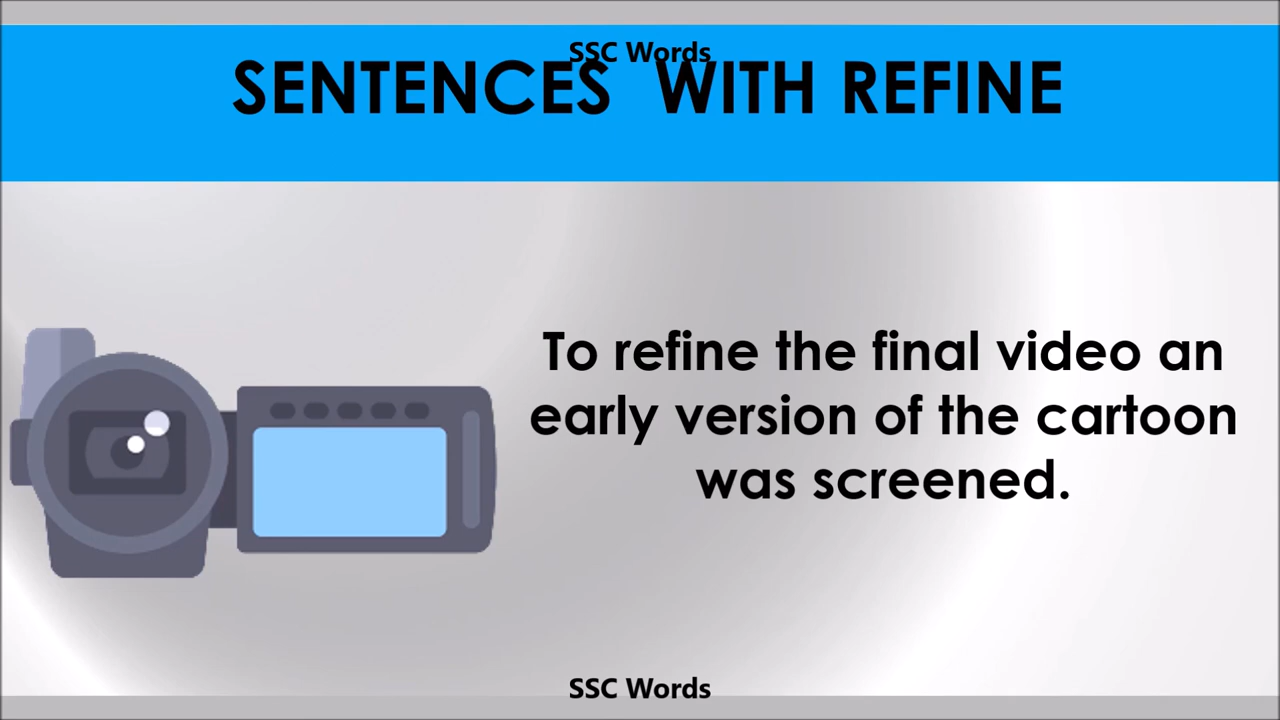 SSC Words
SENTENCES WITH REFINE
To refine the final video an
early version of the cartoon
was screened.
SSC Words